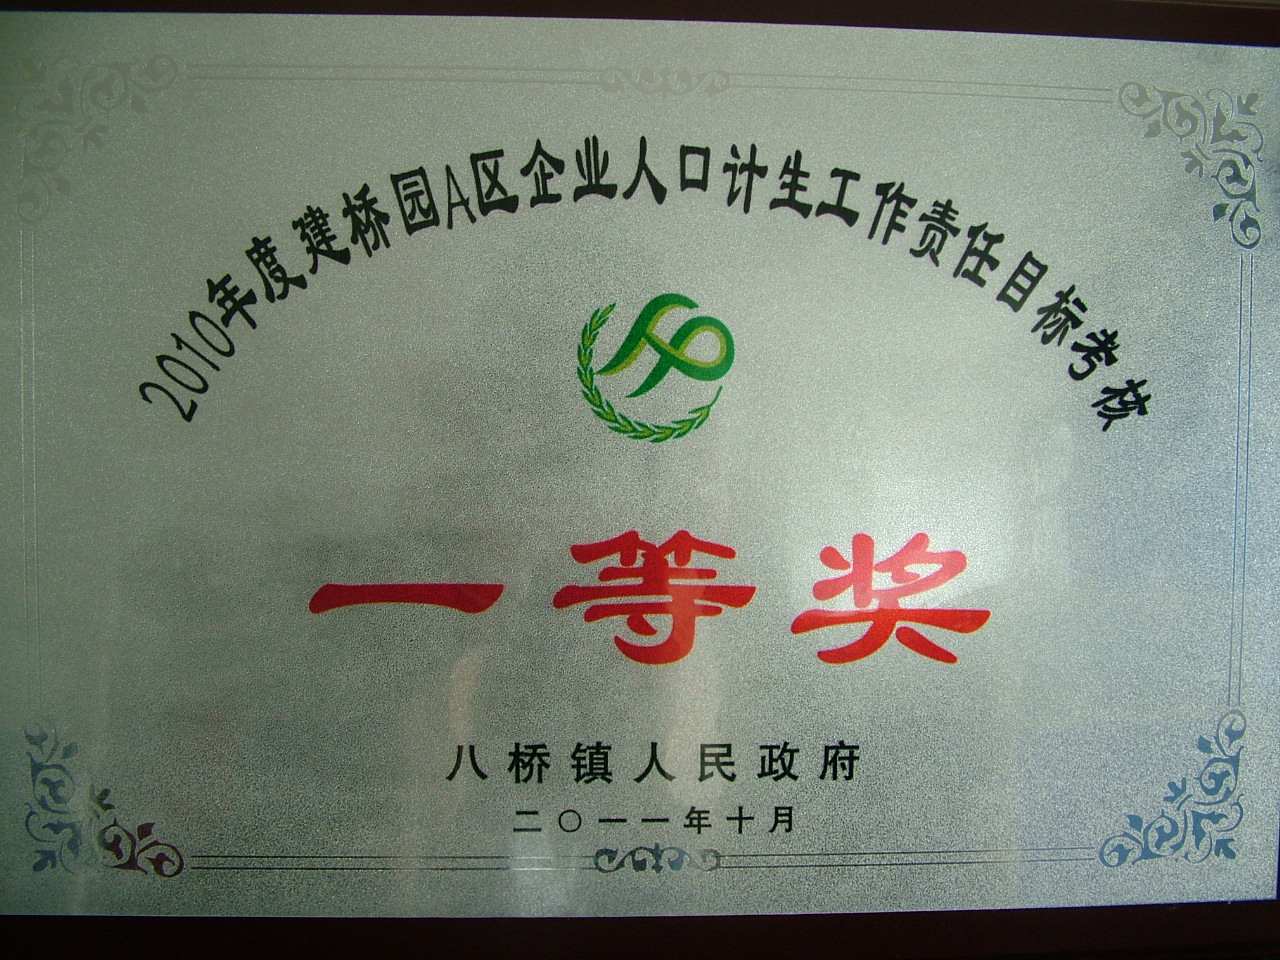 2010年度建桥园A区企业人口计生工作责任目标考核
一等奖
八桥镇人民政府
二〇一一年十月